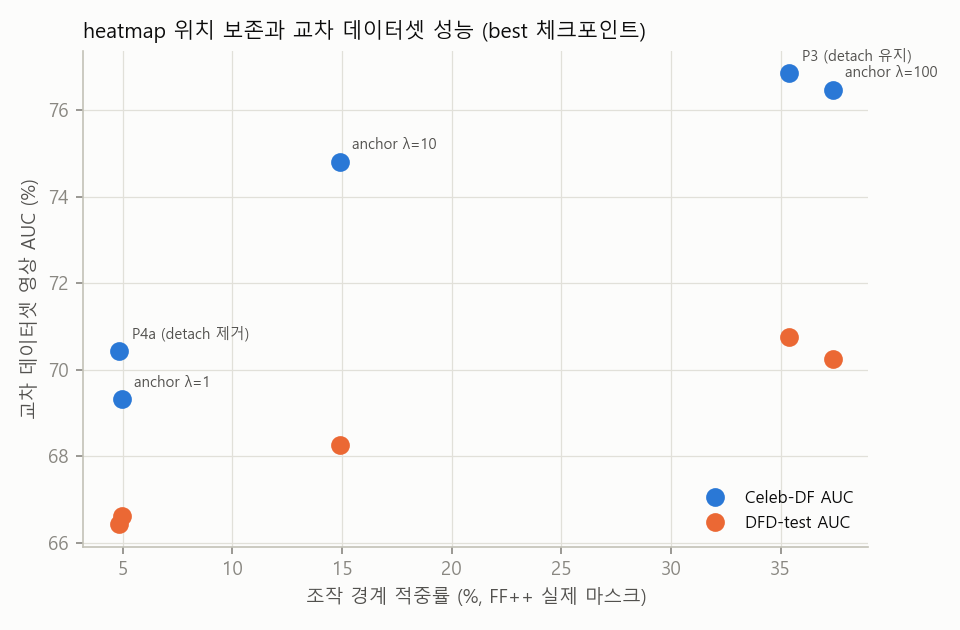 heatmap 위치 보존과 교차 데이터셋 성능 (best 체크포인트)
P3 (detach 유지)
anchor λ=100
anchor λ=10
P4a (detach 제거)
anchor λ=1
교차 데이터셋 영상 AUC (%)
76
74
72
70
68
66
Celeb-DF AUC
DFD-test AUC
5 10 15 20 25 30 35
조작 경계 적중률 (%, FF++ 실제 마스크)